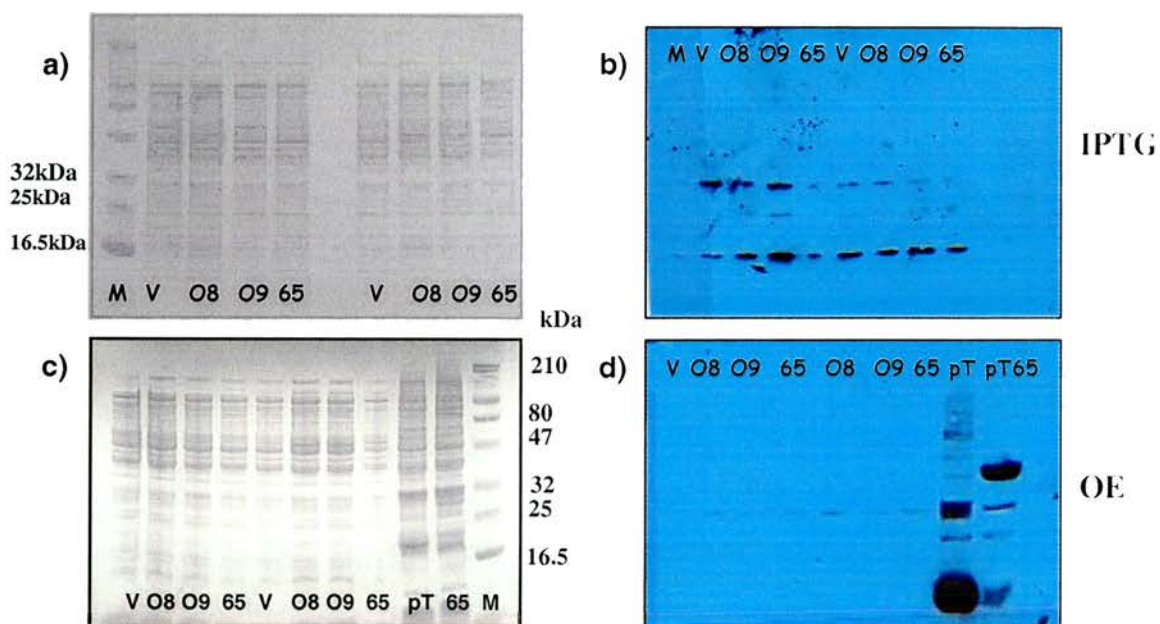 a)
32kDa
25kDa
16.5kDa
M V O8 O9 65 V O8 O9 65
b)
M V O8 O9 65 V O8 O9 65
IPTG
kDa
c)
210
80
47
32
25
16.5
V O8 O9 65 V O8 O9 65 pT 65 M
d)
V O8 O9 65 O8 O9 65 pT pT65
OE